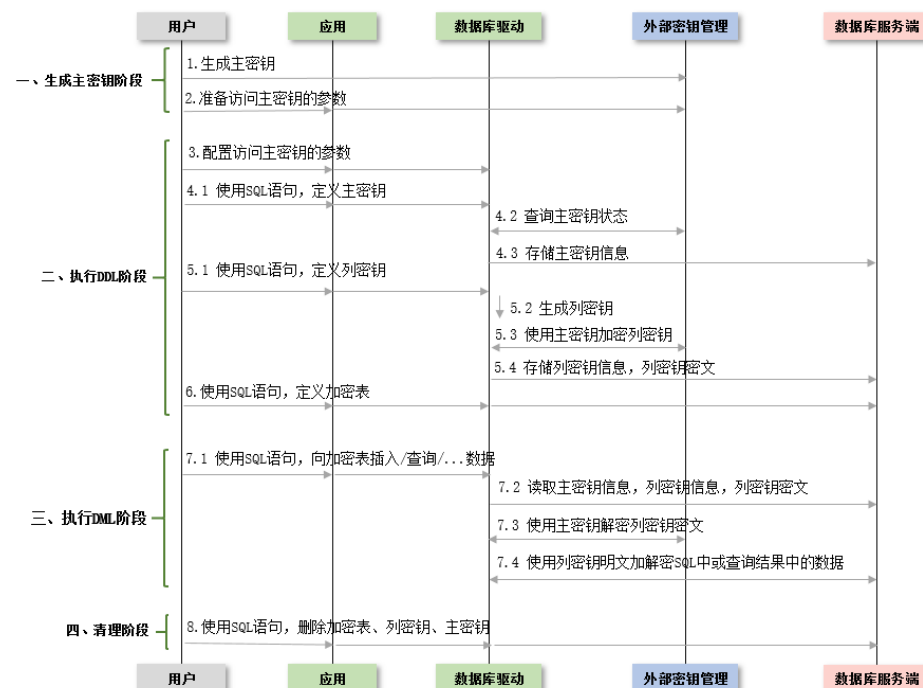 用户 应用 数据库驱动 外部密钥管理 数据库服务端
1.生成主密钥
一、生成主密钥阶段
2.准备访问主密钥的参数
3.配置访问主密钥的参数
4.1 使用SQL语句，定义主密钥
4.2 查询主密钥状态
4.3 存储主密钥信息
5.1 使用SQL语句，定义列密钥
二、执行DDL阶段
5.2 生成列密钥
5.3 使用主密钥加密列密钥
5.4 存储列密钥信息，列密钥密文
6.使用SQL语句，定义加密表
7.1 使用SQL语句，向加密表插入/查询/...数据
7.2 读取主密钥信息，列密钥信息，列密钥密文
三、执行DML阶段
7.3 使用主密钥解密列密钥密文
7.4 使用列密钥明文加解密SQL中或查询结果中的数据
四、清理阶段
8.使用SQL语句，删除加密表、列密钥、主密钥
用户 应用 数据库驱动 外部密钥管理 数据库服务端